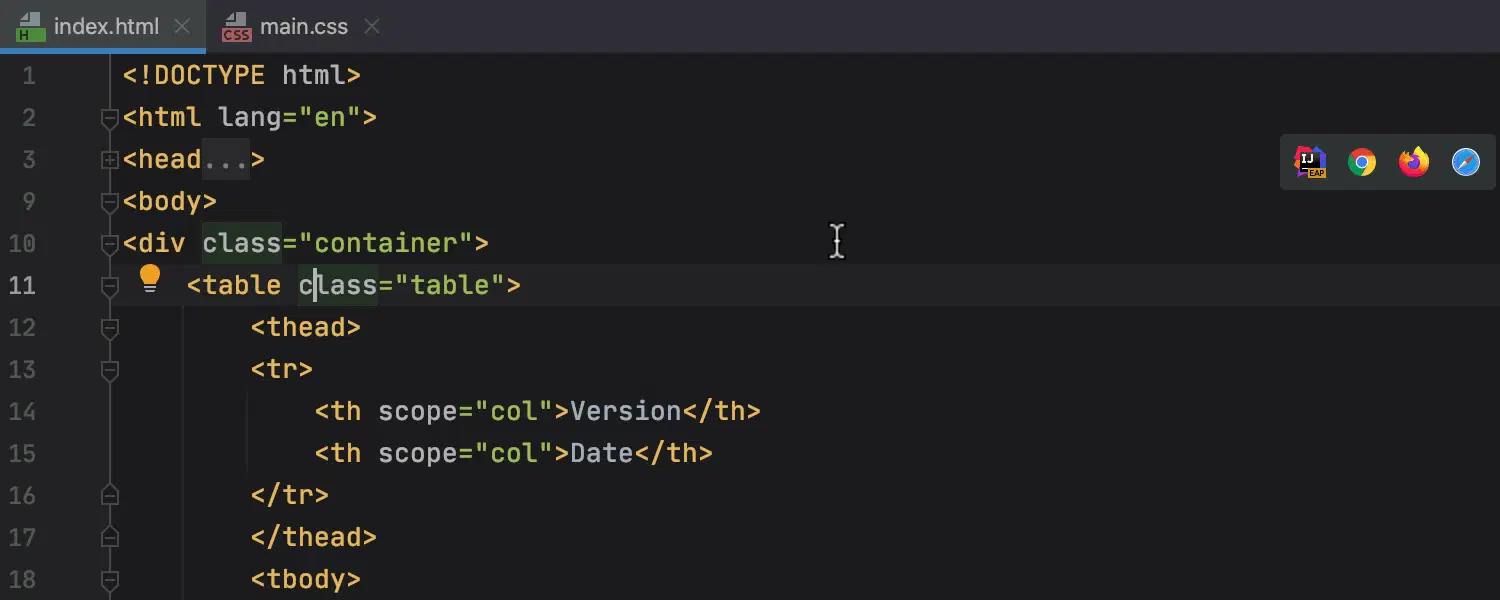 index.html main.css
H CSS
1 <!DOCTYPE html>
2 <html lang="en">
3 <head...>
IJ EAP
9 <body>
10 <div class="container">
11 <table class="table">
12 <thead>
13 <tr>
14 <th scope="col">Version</th>
15 <th scope="col">Date</th>
16 </tr>
17 </thead>
18 <tbody>